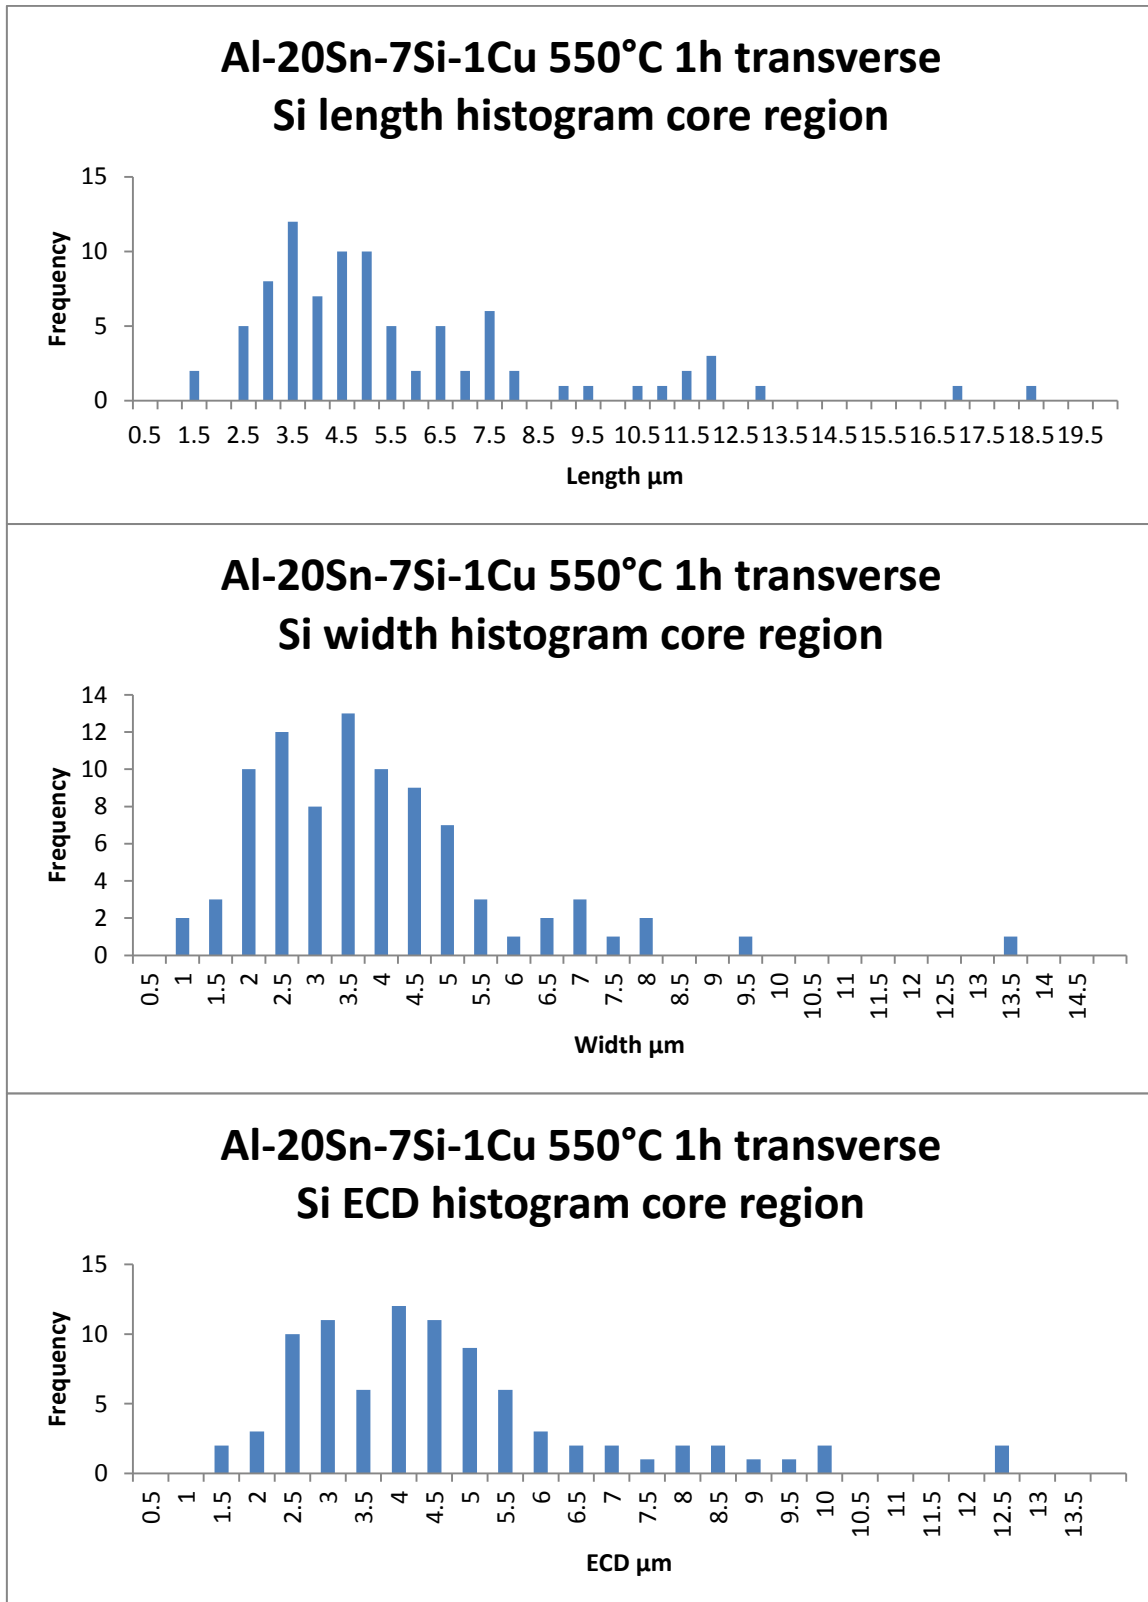 Al-20Sn-7Si-1Cu 550°C 1h transverse
Si length histogram core region
15
10
5
0
Frequency
0.5 1.5 2.5 3.5 4.5 5.5 6.5 7.5 8.5 9.5 10.5 11.5 12.5 13.5 14.5 15.5 16.5 17.5 18.5 19.5
Length µm
Al-20Sn-7Si-1Cu 550°C 1h transverse
Si width histogram core region
14
12
10
8
6
4
2
0
Frequency
0.5 1 1.5 2 2.5 3 3.5 4 4.5 5 5.5 6 6.5 7 7.5 8 8.5 9 9.5 10 10.5 11 11.5 12 12.5 13 13.5 14 14.5
Width µm
Al-20Sn-7Si-1Cu 550°C 1h transverse
Si ECD histogram core region
15
10
5
0
Frequency
0.5 1 1.5 2 2.5 3 3.5 4 4.5 5 5.5 6 6.5 7 7.5 8 8.5 9 9.5 10 10.5 11 11.5 12 12.5 13 13.5
ECD µm